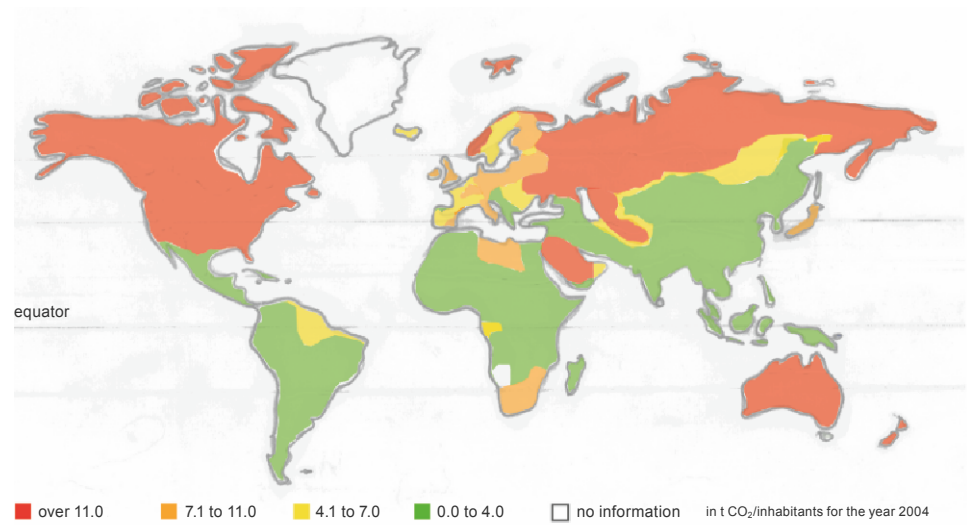 equator
over 11.0 7.1 to 11.0 4.1 to 7.0 0.0 to 4.0 no information in t CO₂/inhabitants for the year 2004